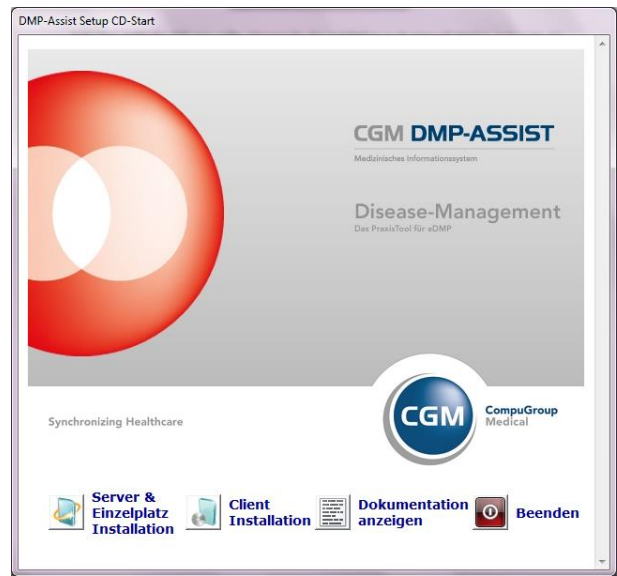 DMP-Assist Setup CD-Start
CGM DMP-ASSIST
Medizinisches Informationssystem
Disease-Management
Das PraxisTool für eDMP
Synchronizing Healthcare
CGM
CompuGroup
Medical
Server &
Einzelplatz
Installation
Client
Installation
Dokumentation
anzeigen
Beenden